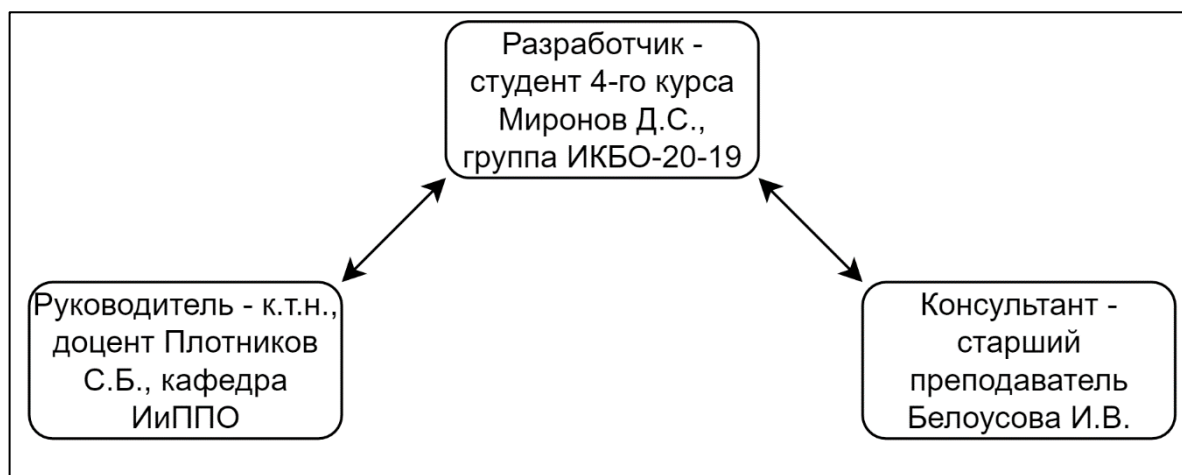 Разработчик -
студент 4-го курса
Миронов Д.С.,
группа ИКБО-20-19
Руководитель - к.т.н.,
доцент Плотников
С.Б., кафедра
ИиППО
Консультант -
старший
преподаватель
Белоусова И.В.